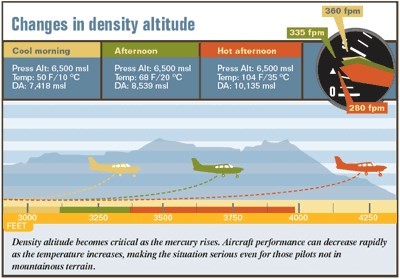 Changes in density altitude
360 fpm
335 fpm
Cool morning
Press Alt: 6,500 msl
Temp: 50 F/10 °C
DA: 7,418 msl
Afternoon
Press Alt: 6,500 msl
Temp: 68 F/20 °C
DA: 8,539 msl
Hot afternoon
Press Alt: 6,500 msl
Temp: 104 F/35 °C
DA: 10,135 msl
0
280 fpm
3000 3250 3500 3750 4000 4250
FEET
Density altitude becomes critical as the mercury rises. Aircraft performance can decrease rapidly
as the temperature increases, making the situation serious even for those pilots not in
mountainous terrain.